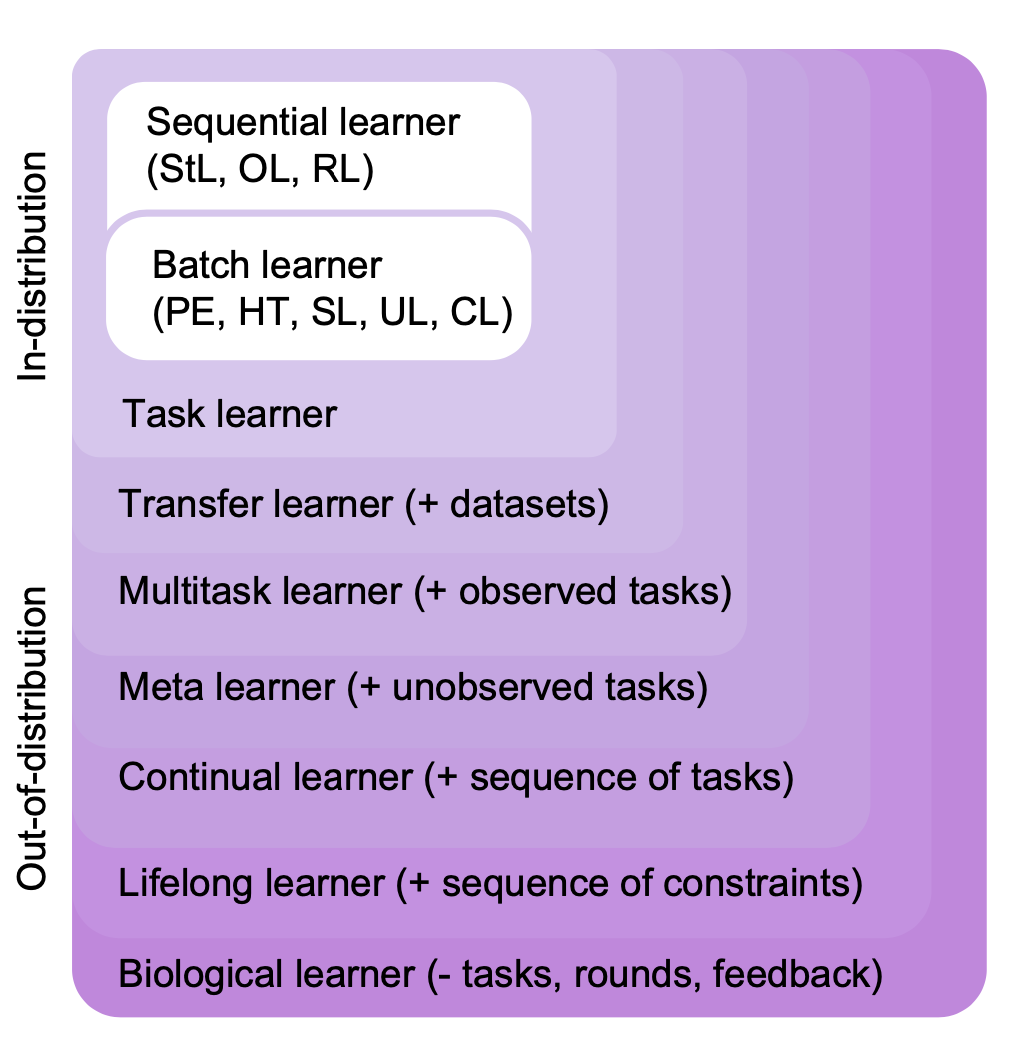 In-distribution
Sequential learner
(StL, OL, RL)
Batch learner
(PE, HT, SL, UL, CL)
Task learner
Out-of-distribution
Transfer learner (+ datasets)
Multitask learner (+ observed tasks)
Meta learner (+ unobserved tasks)
Continual learner (+ sequence of tasks)
Lifelong learner (+ sequence of constraints)
Biological learner (- tasks, rounds, feedback)